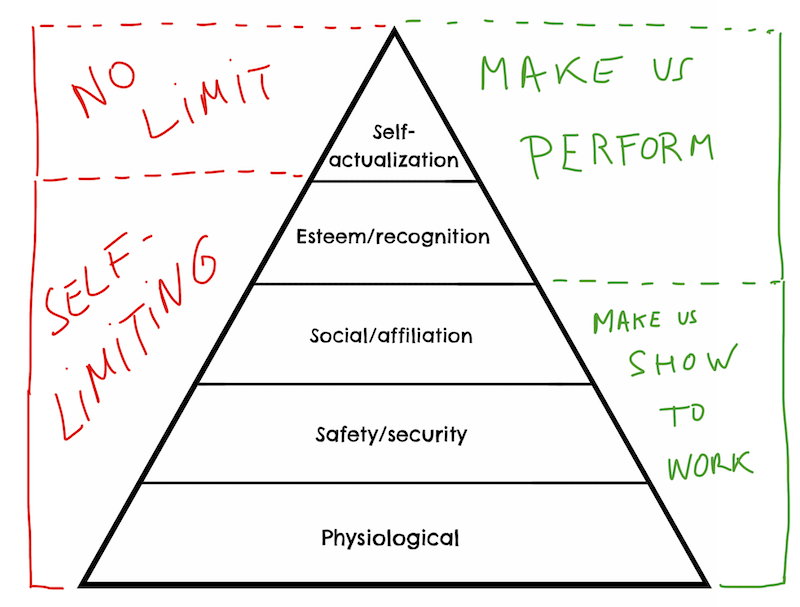 NO
LIMIT
MAKE US
PERFORM
Self-
actualization
Esteem/recognition
SELF-
LIMITING
Social/affiliation
MAKE US
SHOW
TO
WORK
Safety/security
Physiological